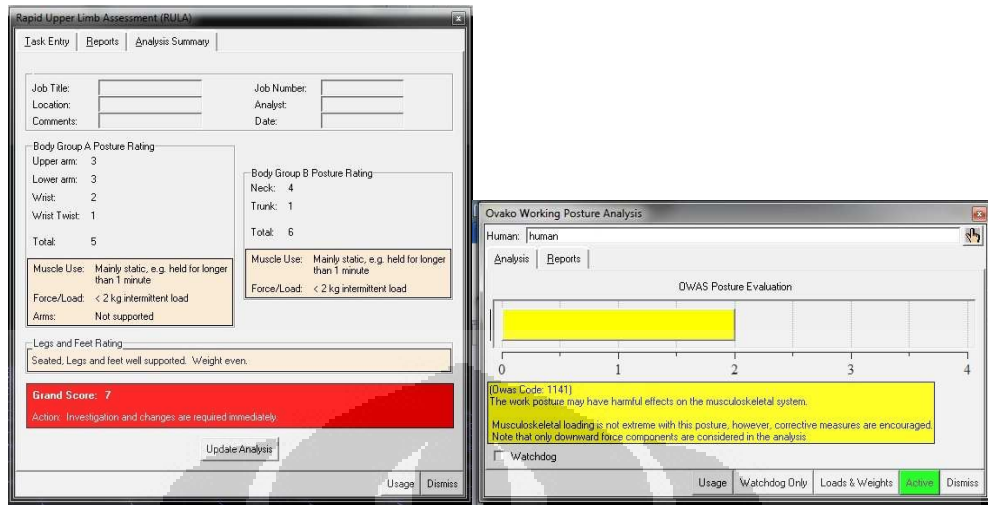 Rapid Upper Limb Assessment (RULA)
Task Entry Reports Analysis Summary
Job Title: Job Number:
Location: Analyst:
Comments: Date:
Body Group A Posture Rating
Upper arm: 3
Lower arm: 3
Wrist: 2
Wrist Twist: 1
Total: 5
Muscle Use: Mainly static, e.g. held for longer
than 1 minute
Force/Load: < 2 kg intermittent load
Arms: Not supported
Body Group B Posture Rating
Neck: 4
Trunk: 1
Total: 6
Muscle Use: Mainly static, e.g. held for longer
than 1 minute
Force/Load: < 2 kg intermittent load
Legs and Feet Rating
Seated, Legs and feet well supported. Weight even.
Grand Score: 7
Action: Investigation and changes are required immediately.
Update Analysis
Usage Dismiss
Ovako Working Posture Analysis
Human: human
Analysis Reports
OWAS Posture Evaluation
0 1 2 3 4
(Owas Code: 1141)
The work posture may have harmful effects on the musculoskeletal system.
Musculoskeletal loading is not extreme with this posture, however, corrective measures are encouraged.
Note that only downward force components are considered in the analysis
Watchdog
Usage Watchdog Only Loads & Weights Active Dismiss